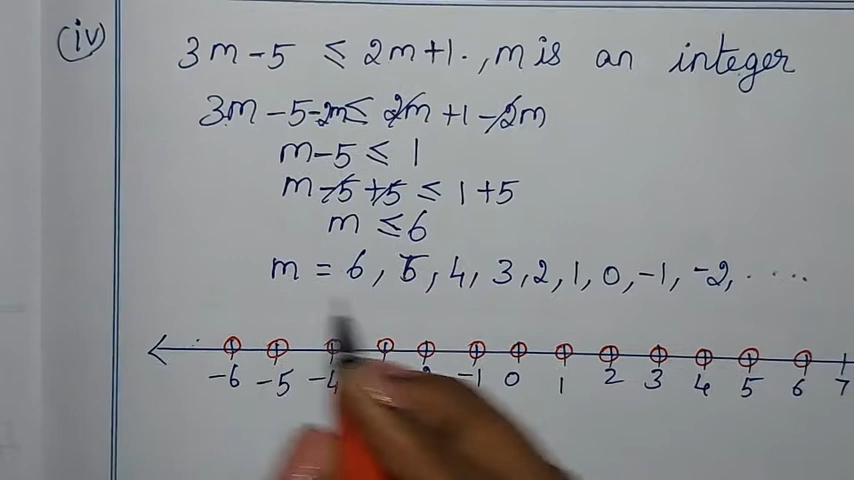 (iv) 3m - 5 ≤ 2m + 1. , m is an integer
3m - 5 - 2m ≤ 2m + 1 - 2m
m - 5 ≤ 1
m - 5 + 5 ≤ 1 + 5
m ≤ 6
m = 6, 5, 4, 3, 2, 1, 0, -1, -2, .....
-6 -5 -4 -1 0 1 2 3 4 5 6 7